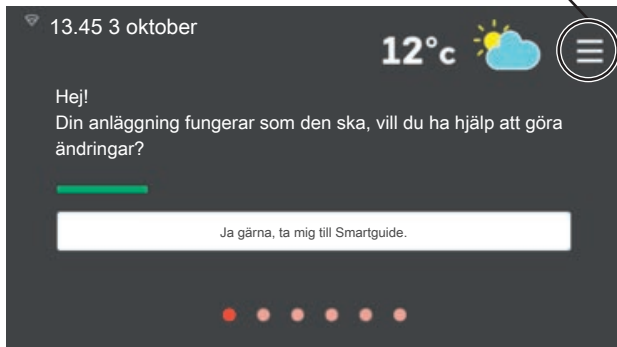 13.45 3 oktober
12°c
Hej!
Din anläggning fungerar som den ska, vill du ha hjälp att göra
ändringar?
Ja gärna, ta mig till Smartguide.